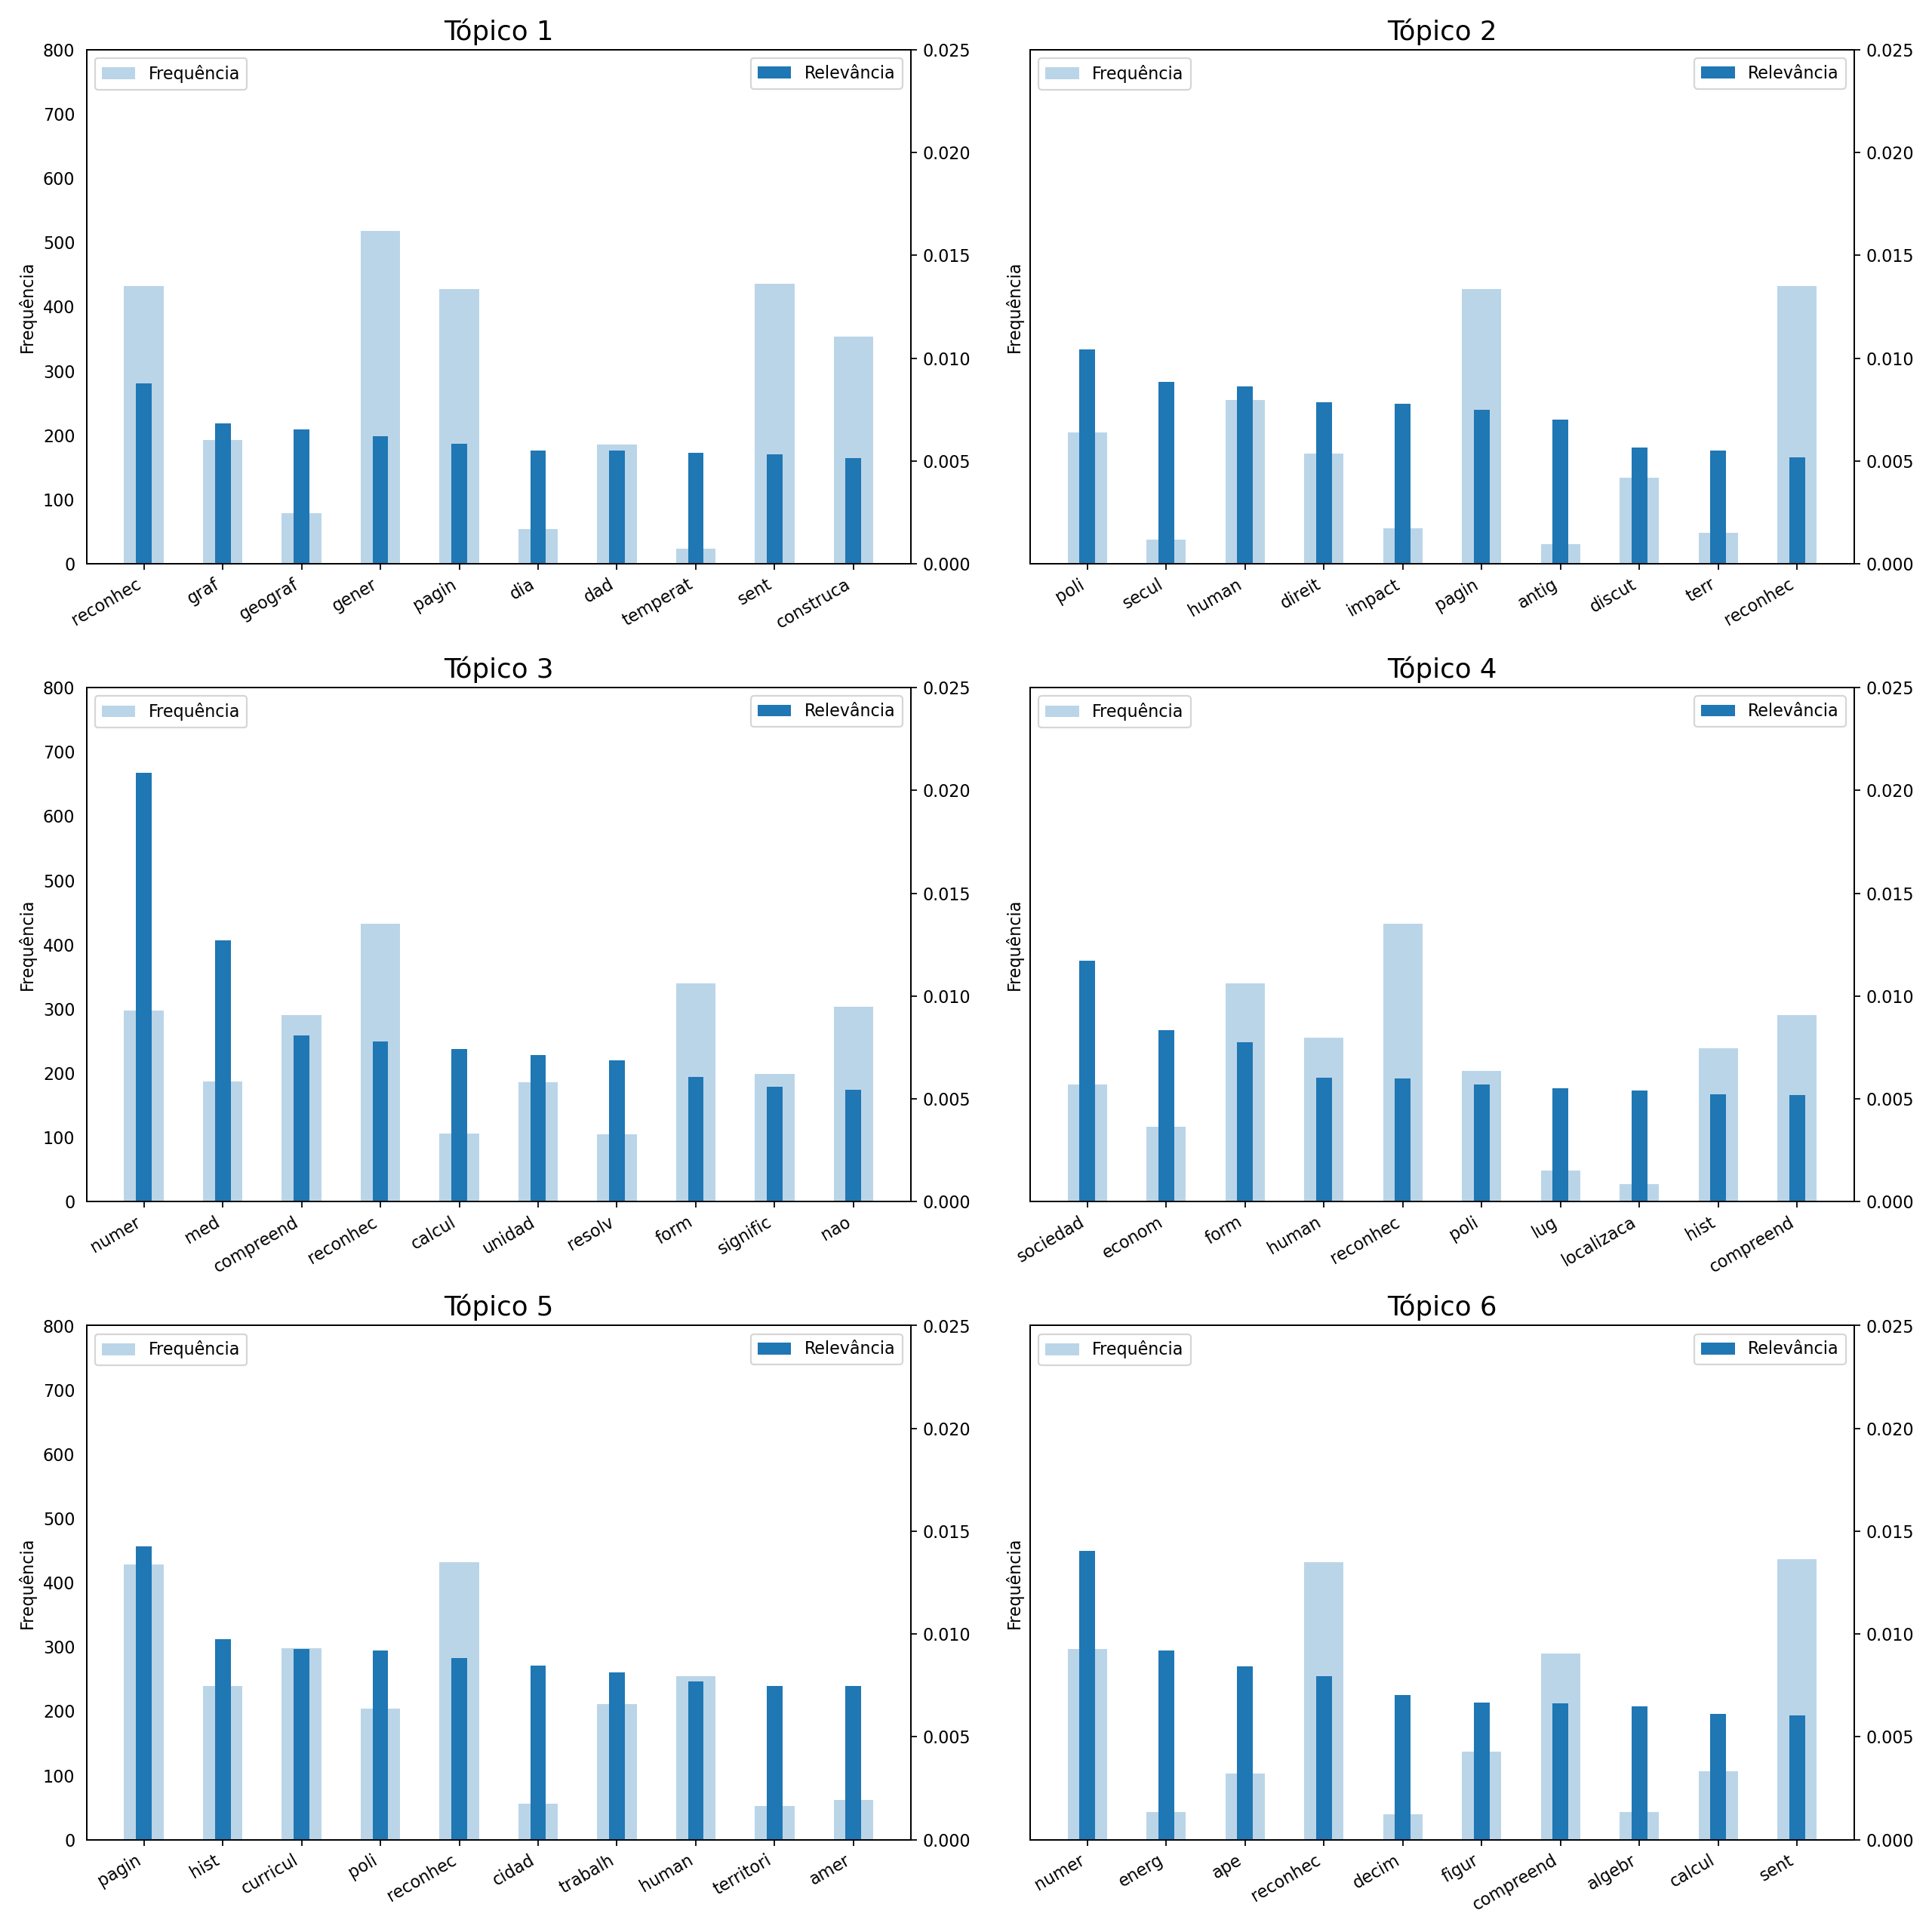 Tópico 1
Frequência
Relevância
Frequência
800
700
600
500
400
300
200
100
0
0.025
0.020
0.015
0.010
0.005
0.000
reconhec
graf
geograf
gener
pagin
dia
dad
temperat
sent
construca
Tópico 2
Frequência
Relevância
Frequência
0.025
0.020
0.015
0.010
0.005
0.000
poli
secul
human
direit
impact
pagin
antig
discut
terr
reconhec
Tópico 3
Frequência
Relevância
Frequência
800
700
600
500
400
300
200
100
0
0.025
0.020
0.015
0.010
0.005
0.000
numer
med
compreend
reconhec
calcul
unidad
resolv
form
signific
nao
Tópico 4
Frequência
Relevância
Frequência
0.025
0.020
0.015
0.010
0.005
0.000
sociedad
econom
form
human
reconhec
poli
lug
localizaca
hist
compreend
Tópico 5
Frequência
Relevância
Frequência
800
700
600
500
400
300
200
100
0
0.025
0.020
0.015
0.010
0.005
0.000
pagin
hist
curricul
poli
reconhec
cidad
trabalh
human
territori
amer
Tópico 6
Frequência
Relevância
Frequência
0.025
0.020
0.015
0.010
0.005
0.000
numer
energ
ape
reconhec
decim
figur
compreend
algebr
calcul
sent